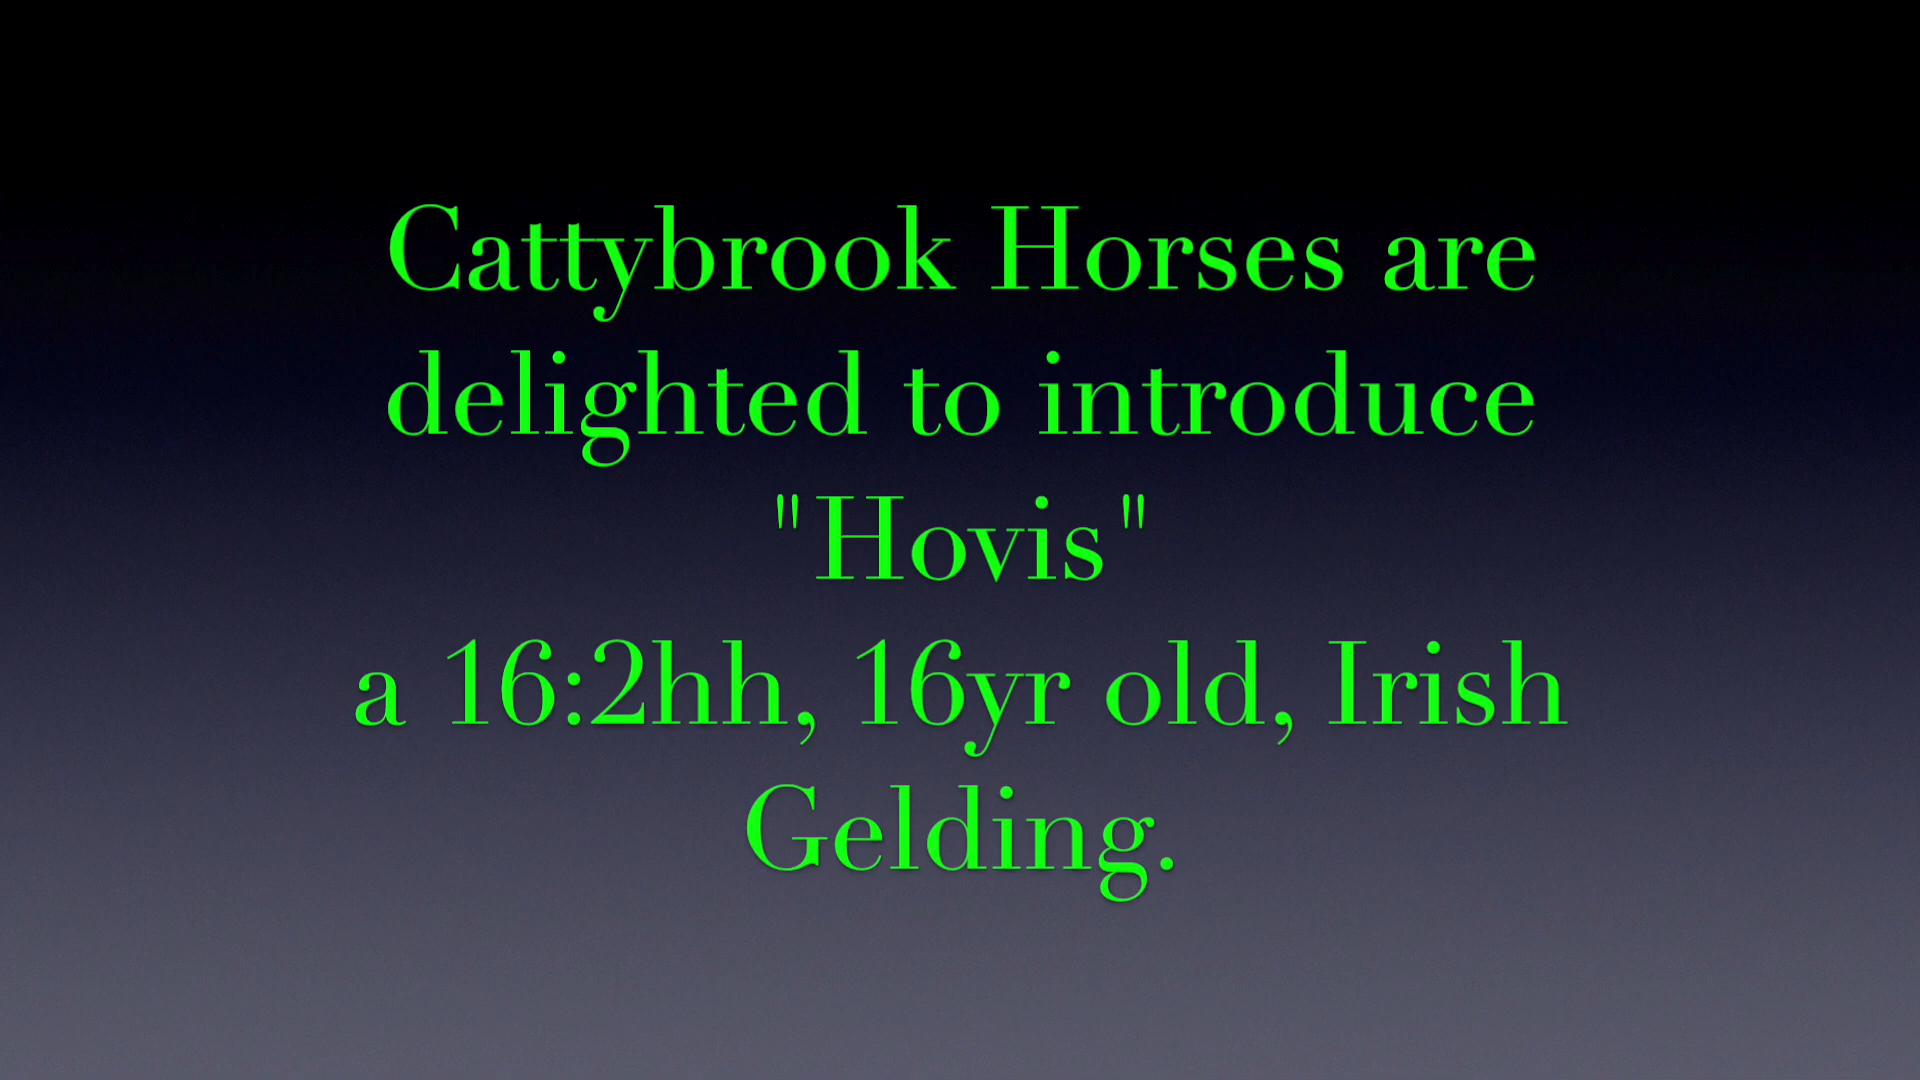 Cattybrook Horses are
delighted to introduce
"Hovis"
a 16:2hh, 16yr old, Irish
Gelding.